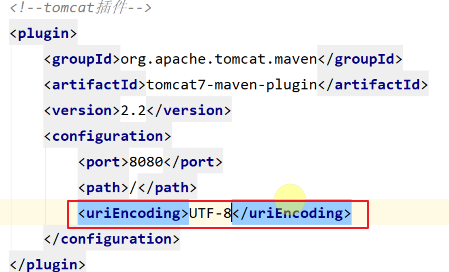 <!--tomcat插件-->
<plugin>
<groupId>org.apache.tomcat.maven</groupId>
<artifactId>tomcat7-maven-plugin</artifactId>
<version>2.2</version>
<configuration>
<port>8080</port>
<path>/</path>
<uriEncoding>UTF-8</uriEncoding>
</configuration>
</plugin>